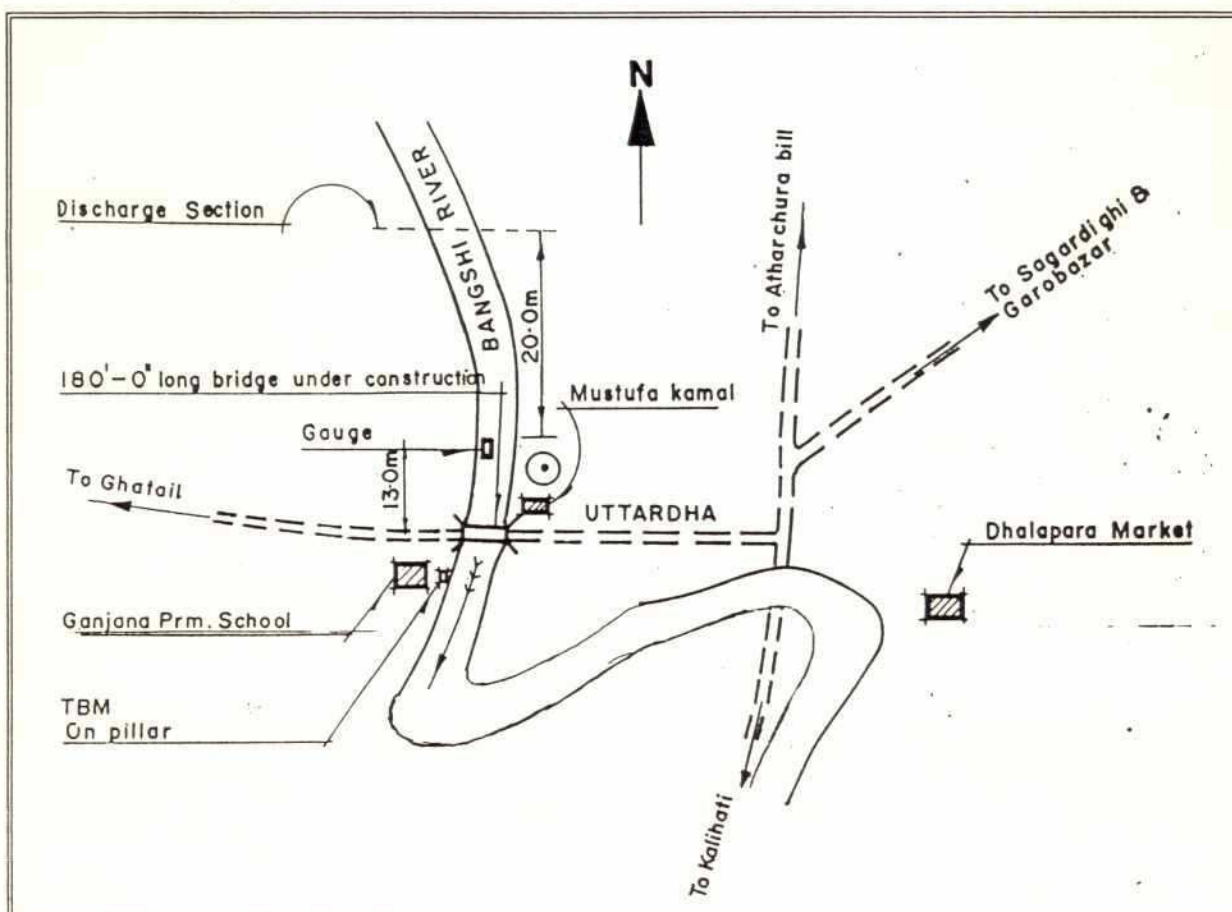 N
Discharge Section
BANGSHI RIVER
To Atharchura bill
To Sagardighi &
Garobazar
20.0m
180'-0" long bridge under construction
Mustufa kamal
Gauge
To Ghatail
13.0m
UTTARDHA
Dhalapara Market
Ganjana Prm. School
TBM
On pillar
To Kalihati